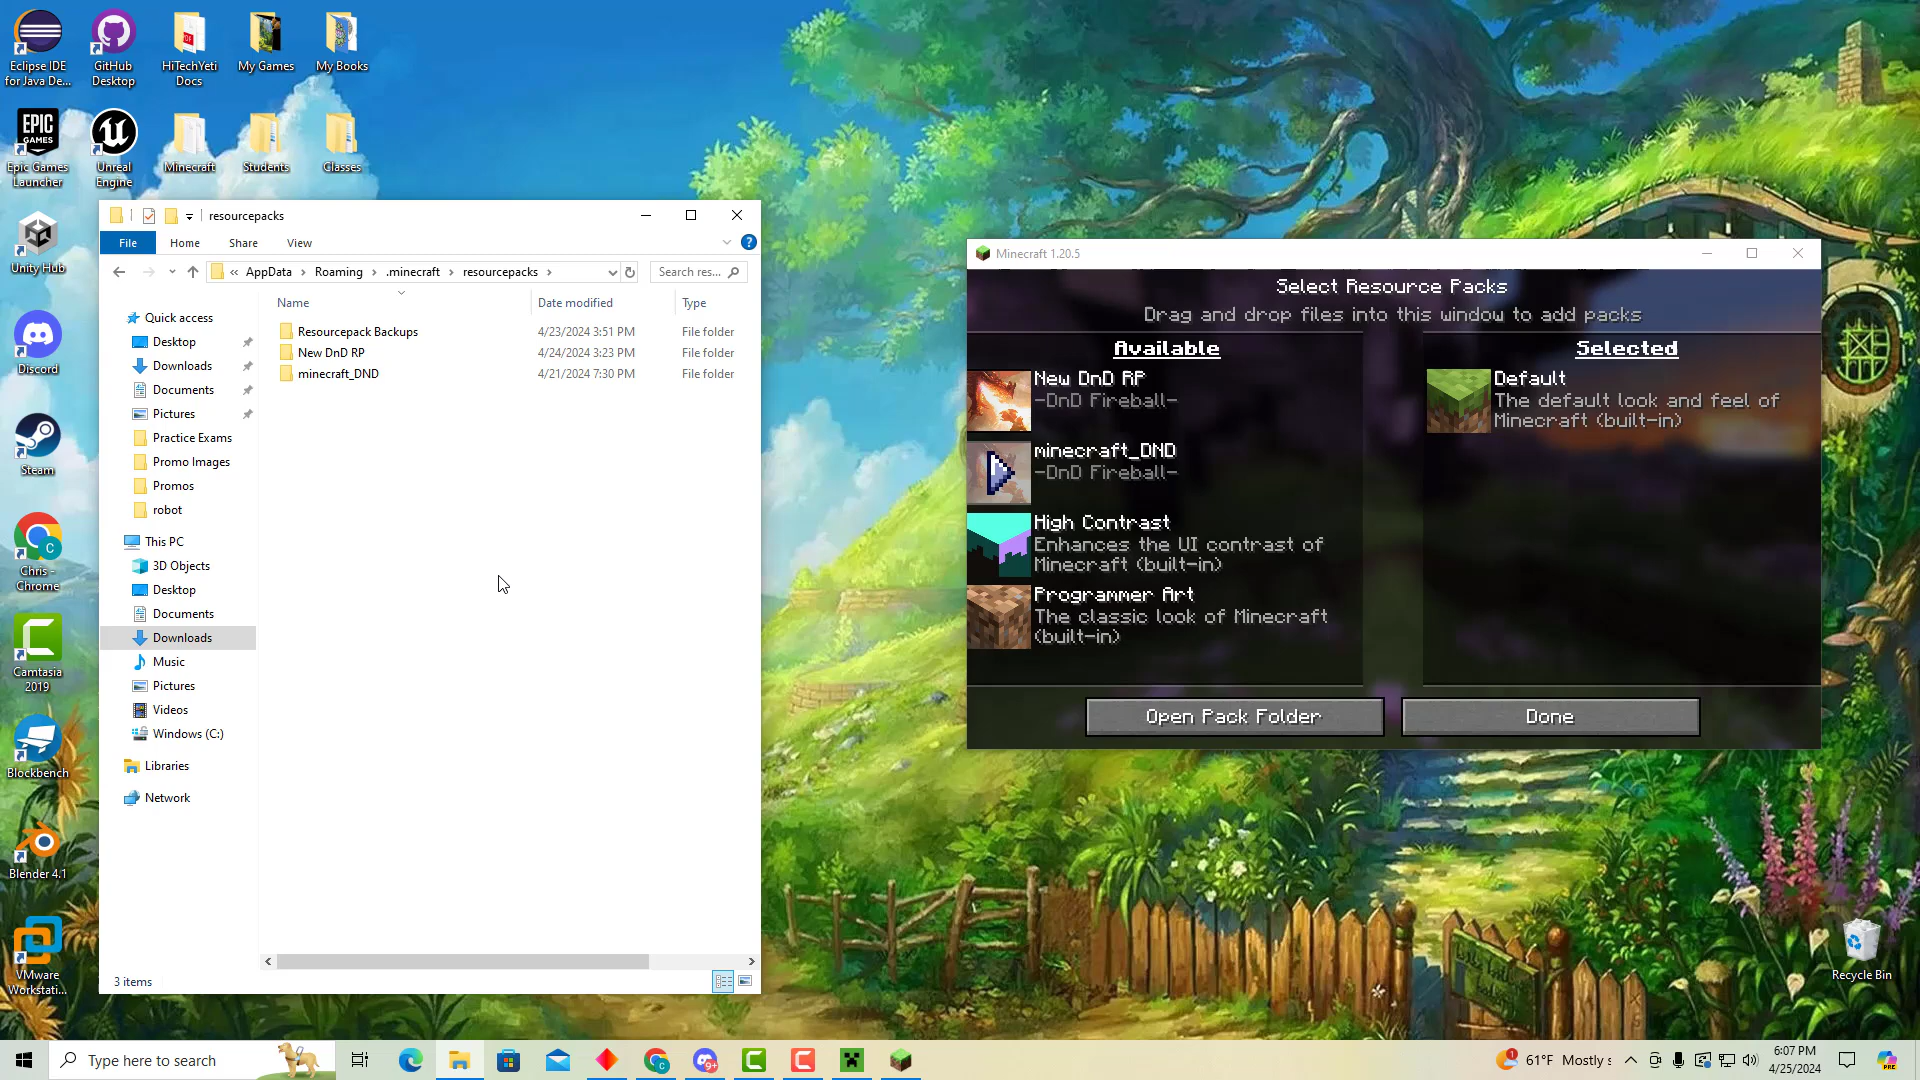 Eclipse IDE
for Java De...
GitHub
Desktop
HiTechYeti
Docs
My Games
My Books
EPIC
GAMES
Epic Games
Launcher
Unreal
Engine
Minecraft
Students
Classes
Unity Hub
Discord
Steam
Chris -
Chrome
Camtasia
2019
Blockbench
Blender 4.1
VMware
Workstati...
resourcepacks
File
Home
Share
View
« AppData > Roaming > .minecraft > resourcepacks >
Search res...
Name
Date modified
Type
Resourcepack Backups
4/23/2024 3:51 PM
File folder
New DnD RP
4/24/2024 3:23 PM
File folder
minecraft_DND
4/21/2024 7:30 PM
File folder
Quick access
Desktop
Downloads
Documents
Pictures
Practice Exams
Promo Images
Promos
robot
This PC
3D Objects
Desktop
Documents
Downloads
Music
Pictures
Videos
Windows (C:)
Libraries
Network
3 items
Minecraft 1.20.5
Select Resource Packs
Drag and drop files into this window to add packs
Available
New DnD RP
-DnD Fireball-
minecraft_DND
-DnD Fireball-
High Contrast
Enhances the UI contrast of
Minecraft (built-in)
Programmer Art
The classic look of Minecraft
(built-in)
Selected
Default
The default look and feel of
Minecraft (built-in)
Open Pack Folder
Done
Recycle Bin
Type here to search
9+
1
61°F Mostly s
6:07 PM
4/25/2024
PRE